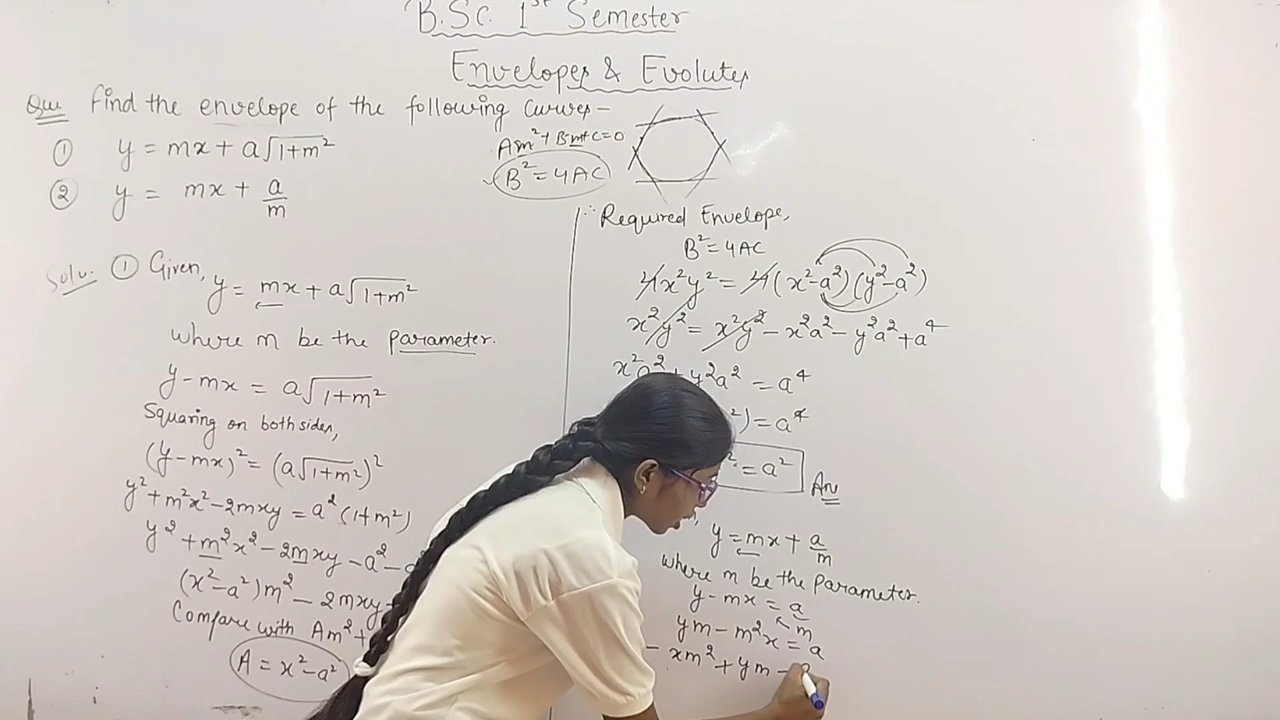 B.Sc. 1st Semester
Envelopes & Evolutes
Que Find the envelope of the following curves -
① y = mx + a√1+m²
② y = mx + a/m
Am² + Bm + C = 0
B² = 4AC
Solu. ① Given,
y = mx + a√1+m²
where m be the parameter.
y - mx = a√1+m²
Squaring on both sides,
(y - mx)² = (a√1+m²)²
y² + m²x² - 2mxy = a²(1+m²)
y² + m²x² - 2mxy - a² -
(x² - a²)m² - 2mxy +
Compare with Am² +
A = x² - a²
∴ Required Envelope,
B² = 4AC
4x²y² = 4(x² - a²)(y² - a²)
x²y² = x²y² - x²a² - y²a² + a⁴
x²a² + y²a² = a⁴
²) = a⁴
² = a²
An
y = mx + a/m
where m be the parameter.
y - mx = a/m
ym - m²x = a
- xm² + ym -